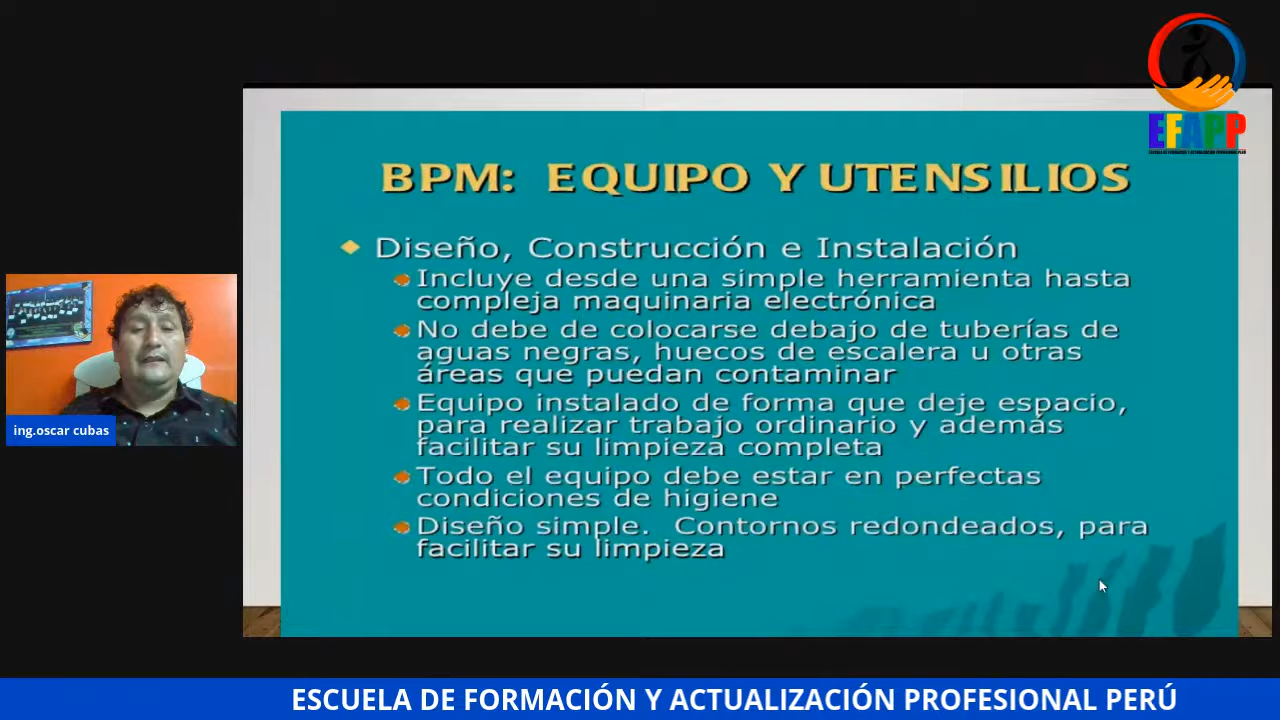 EFAPP
BPM: EQUIPO Y UTENSILIOS
Diseño, Construcción e Instalación
Incluye desde una simple herramienta hasta
compleja maquinaria electrónica
No debe de colocarse debajo de tuberías de
aguas negras, huecos de escalera u otras
áreas que puedan contaminar
Equipo instalado de forma que deje espacio,
para realizar trabajo ordinario y además
facilitar su limpieza completa
Todo el equipo debe estar en perfectas
condiciones de higiene
Diseño simple. Contornos redondeados, para
facilitar su limpieza
ing.oscar cubas
ESCUELA DE FORMACIÓN Y ACTUALIZACIÓN PROFESIONAL PERÚ